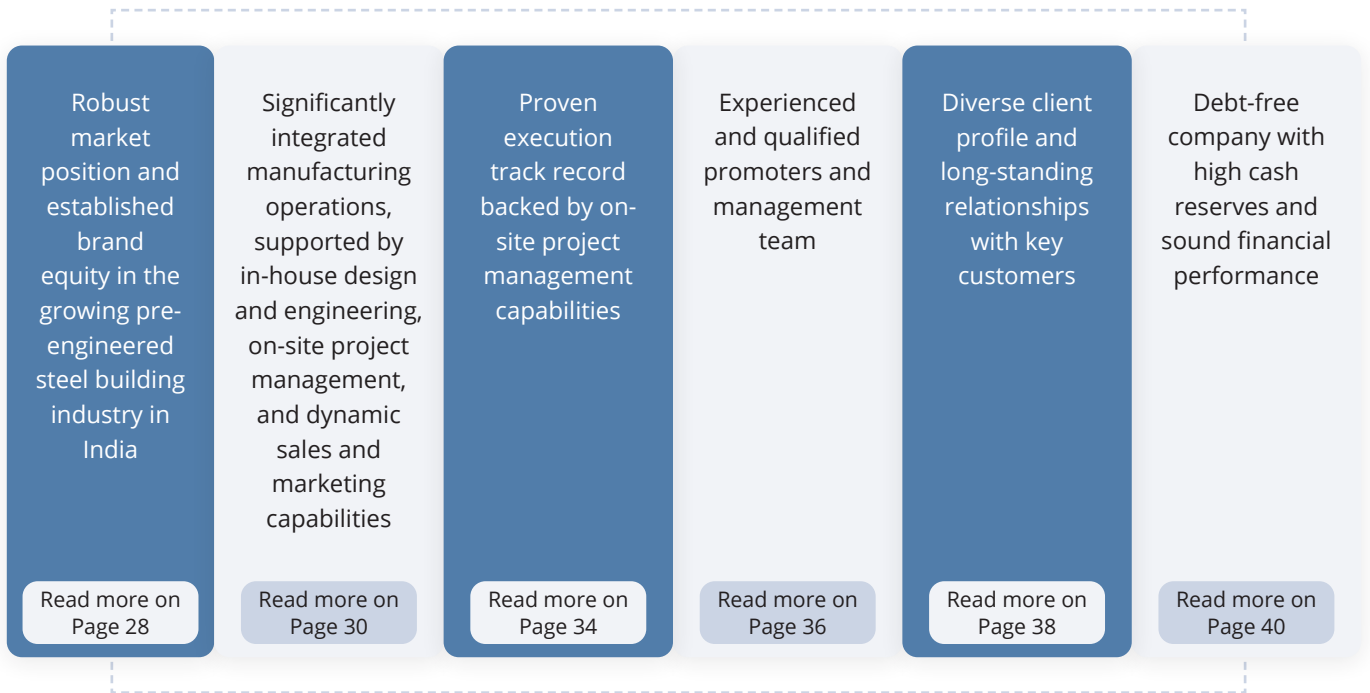 Robust
market
position and
established
brand
equity in the
growing pre-
engineered
steel building
industry in
India
Read more on
Page 28
Significantly
integrated
manufacturing
operations,
supported by
in-house design
and engineering,
on-site project
management,
and dynamic
sales and
marketing
capabilities
Read more on
Page 30
Proven
execution
track record
backed by on-
site project
management
capabilities
Read more on
Page 34
Experienced
and qualified
promoters and
management
team
Read more on
Page 36
Diverse client
profile and
long-standing
relationships
with key
customers
Read more on
Page 38
Debt-free
company with
high cash
reserves and
sound financial
performance
Read more on
Page 40